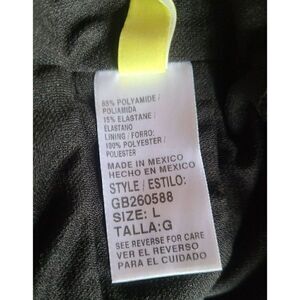 85% POLYAMIDE /
POLIAMIDA
15% ELASTANE /
ELASTANO
LINING / FORRO:
100% POLYESTER /
POLIESTER
MADE IN MEXICO
HECHO EN MEXICO
STYLE / ESTILO:
GB260588
SIZE: L
TALLA:G
SEE REVERSE FOR CARE
VER EL REVERSO
PARA EL CUIDADO